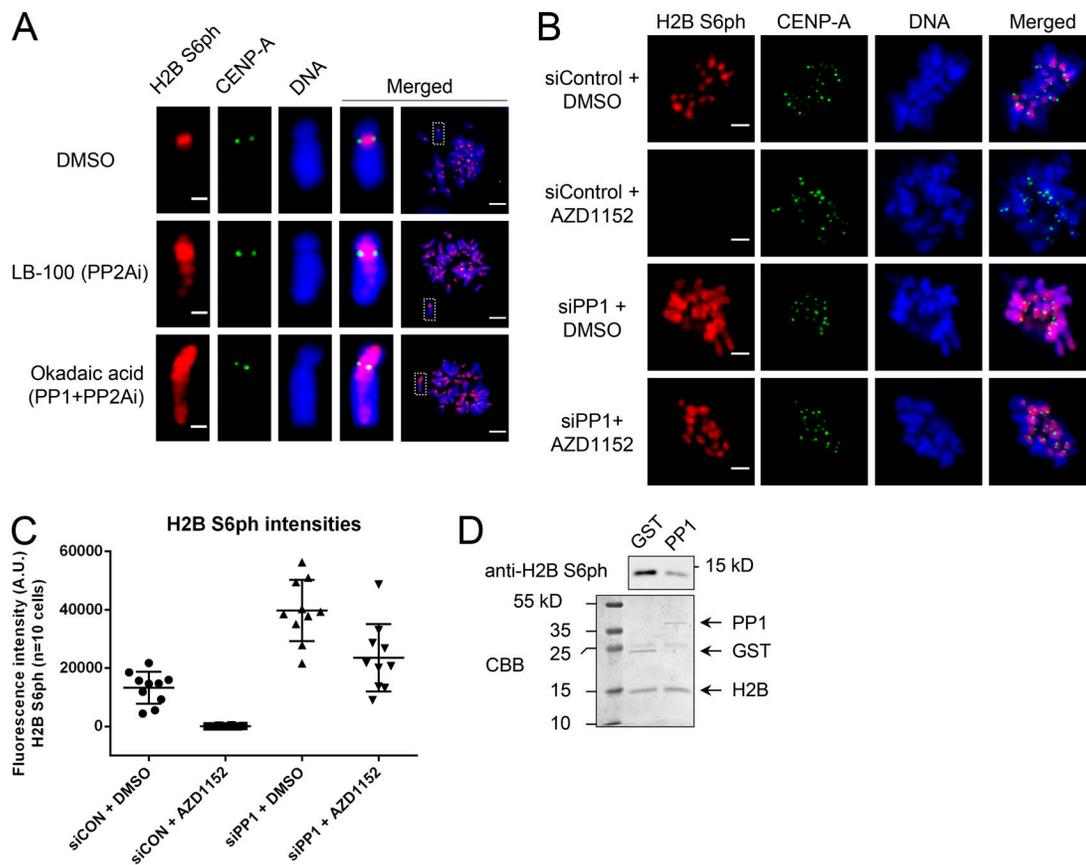 A
H2B S6ph
CENP-A
DNA
Merged
DMSO
LB-100 (PP2Ai)
Okadaic acid
(PP1+PP2Ai)
B
H2B S6ph
CENP-A
DNA
Merged
siControl +
DMSO
siControl +
AZD1152
siPP1 +
DMSO
siPP1+
AZD1152
C
H2B S6ph intensities
Fluorescence intensity (A.U.)
H2B S6ph (n=10 cells)
60000
40000
20000
0
siCON + DMSO
siCON + AZD1152
siPP1 + DMSO
siPP1 + AZD1152
D
GST
PP1
anti-H2B S6ph
15 kD
55 kD
35
25
15
10
CBB
PP1
GST
H2B